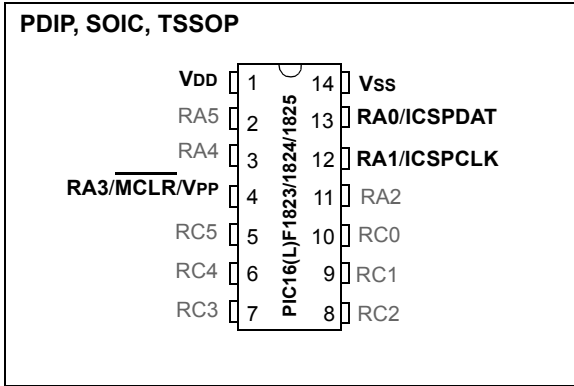 PDIP, SOIC, TSSOP
VDD 1 14 VSS
RA5 2 13 RA0/ICSPDAT
RA4 3 12 RA1/ICSPCLK
RA3/MCLR/VPP 4 11 RA2
RC5 5 10 RC0
RC4 6 9 RC1
RC3 7 8 RC2
PIC16(L)F1823/1824/1825